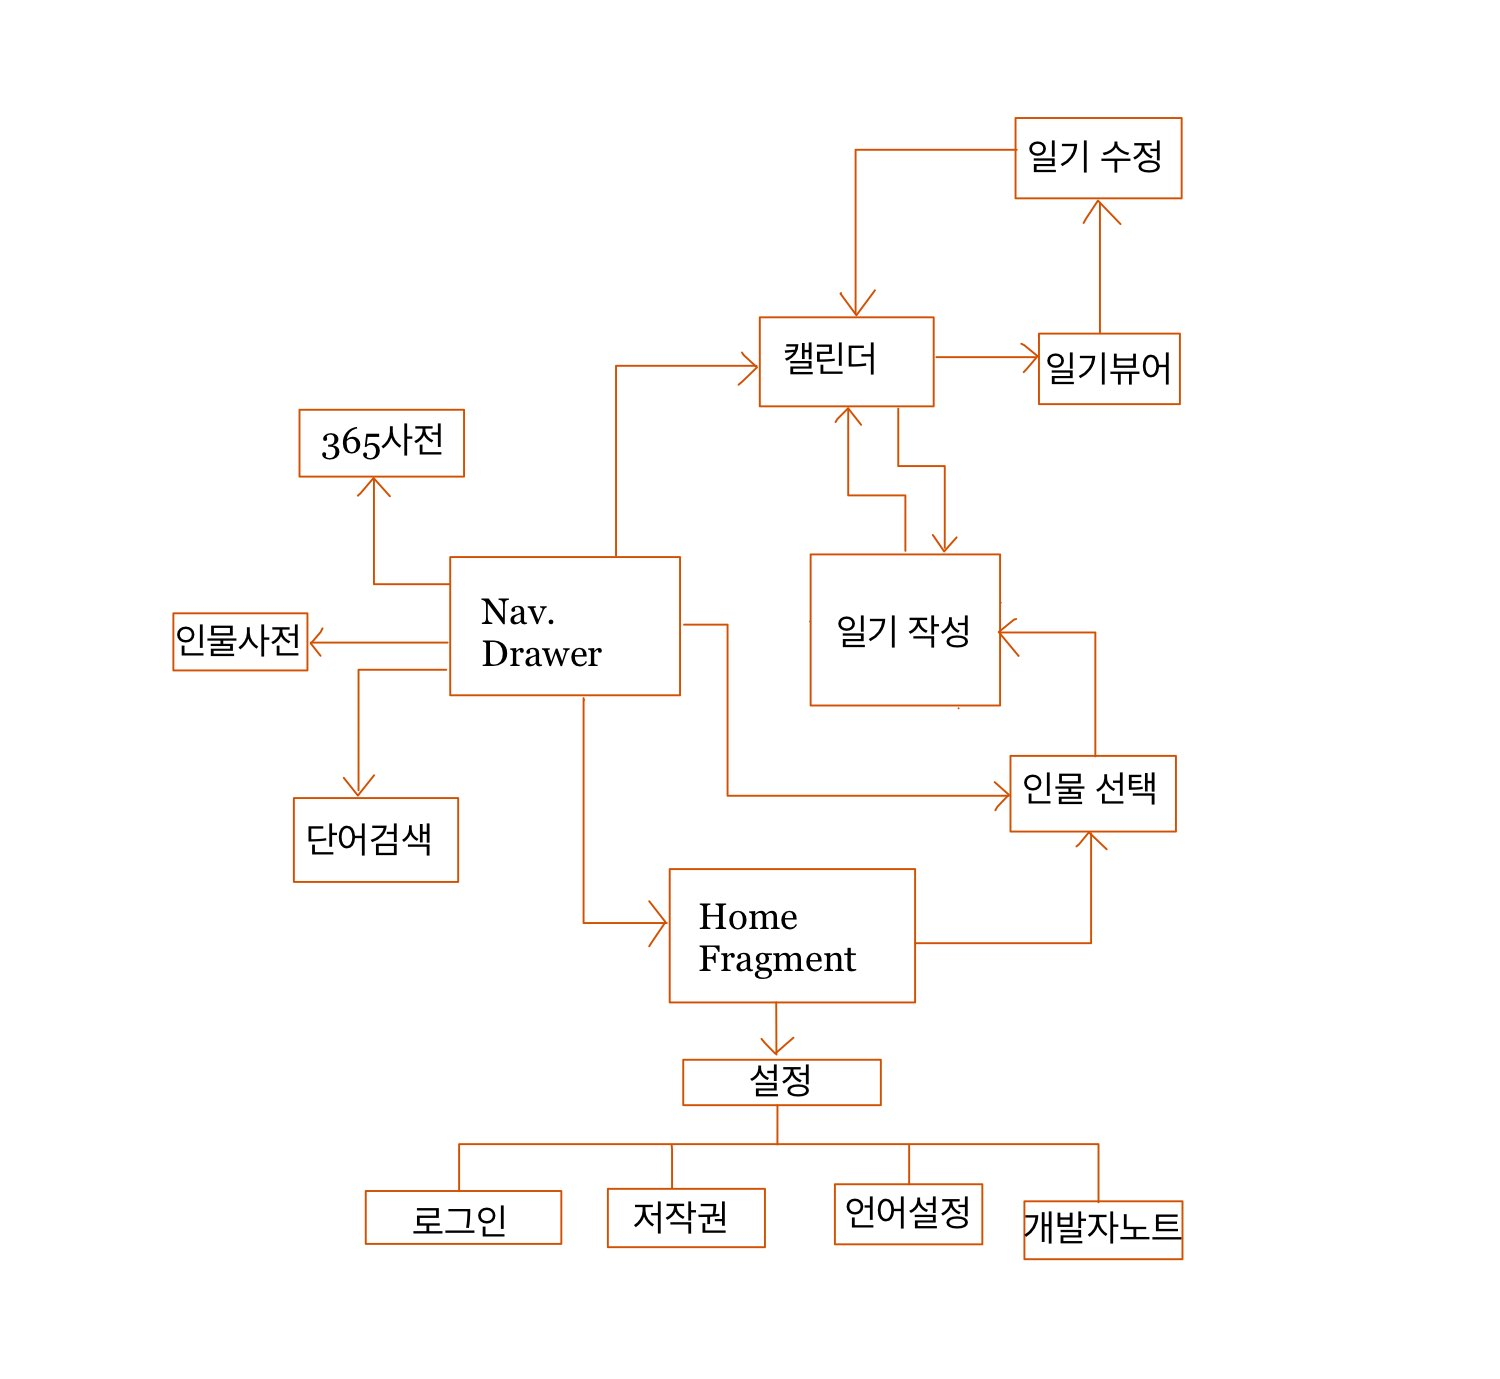 일기 수정
캘린더
일기뷰어
365사전
Nav.
Drawer
일기 작성
인물사전
인물 선택
단어검색
Home
Fragment
설정
로그인
저작권
언어설정
개발자노트